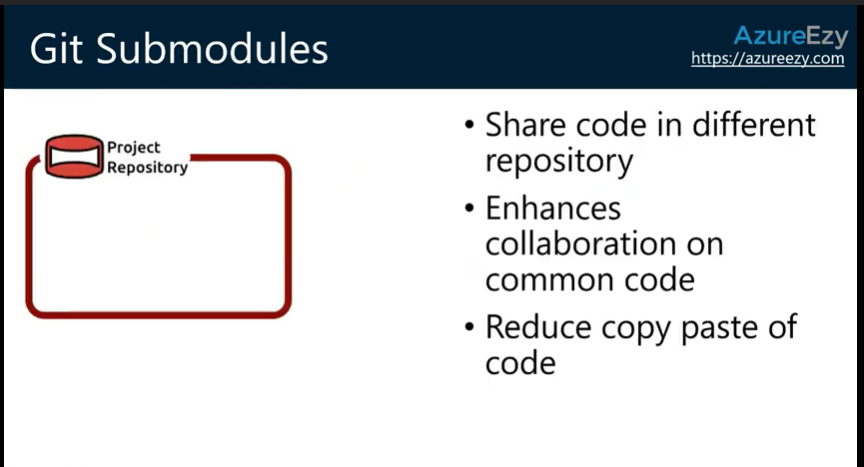 Git Submodules
AzureEzy
https://azureezy.com
Project
Repository
• Share code in different
repository
• Enhances
collaboration on
common code
• Reduce copy paste of
code